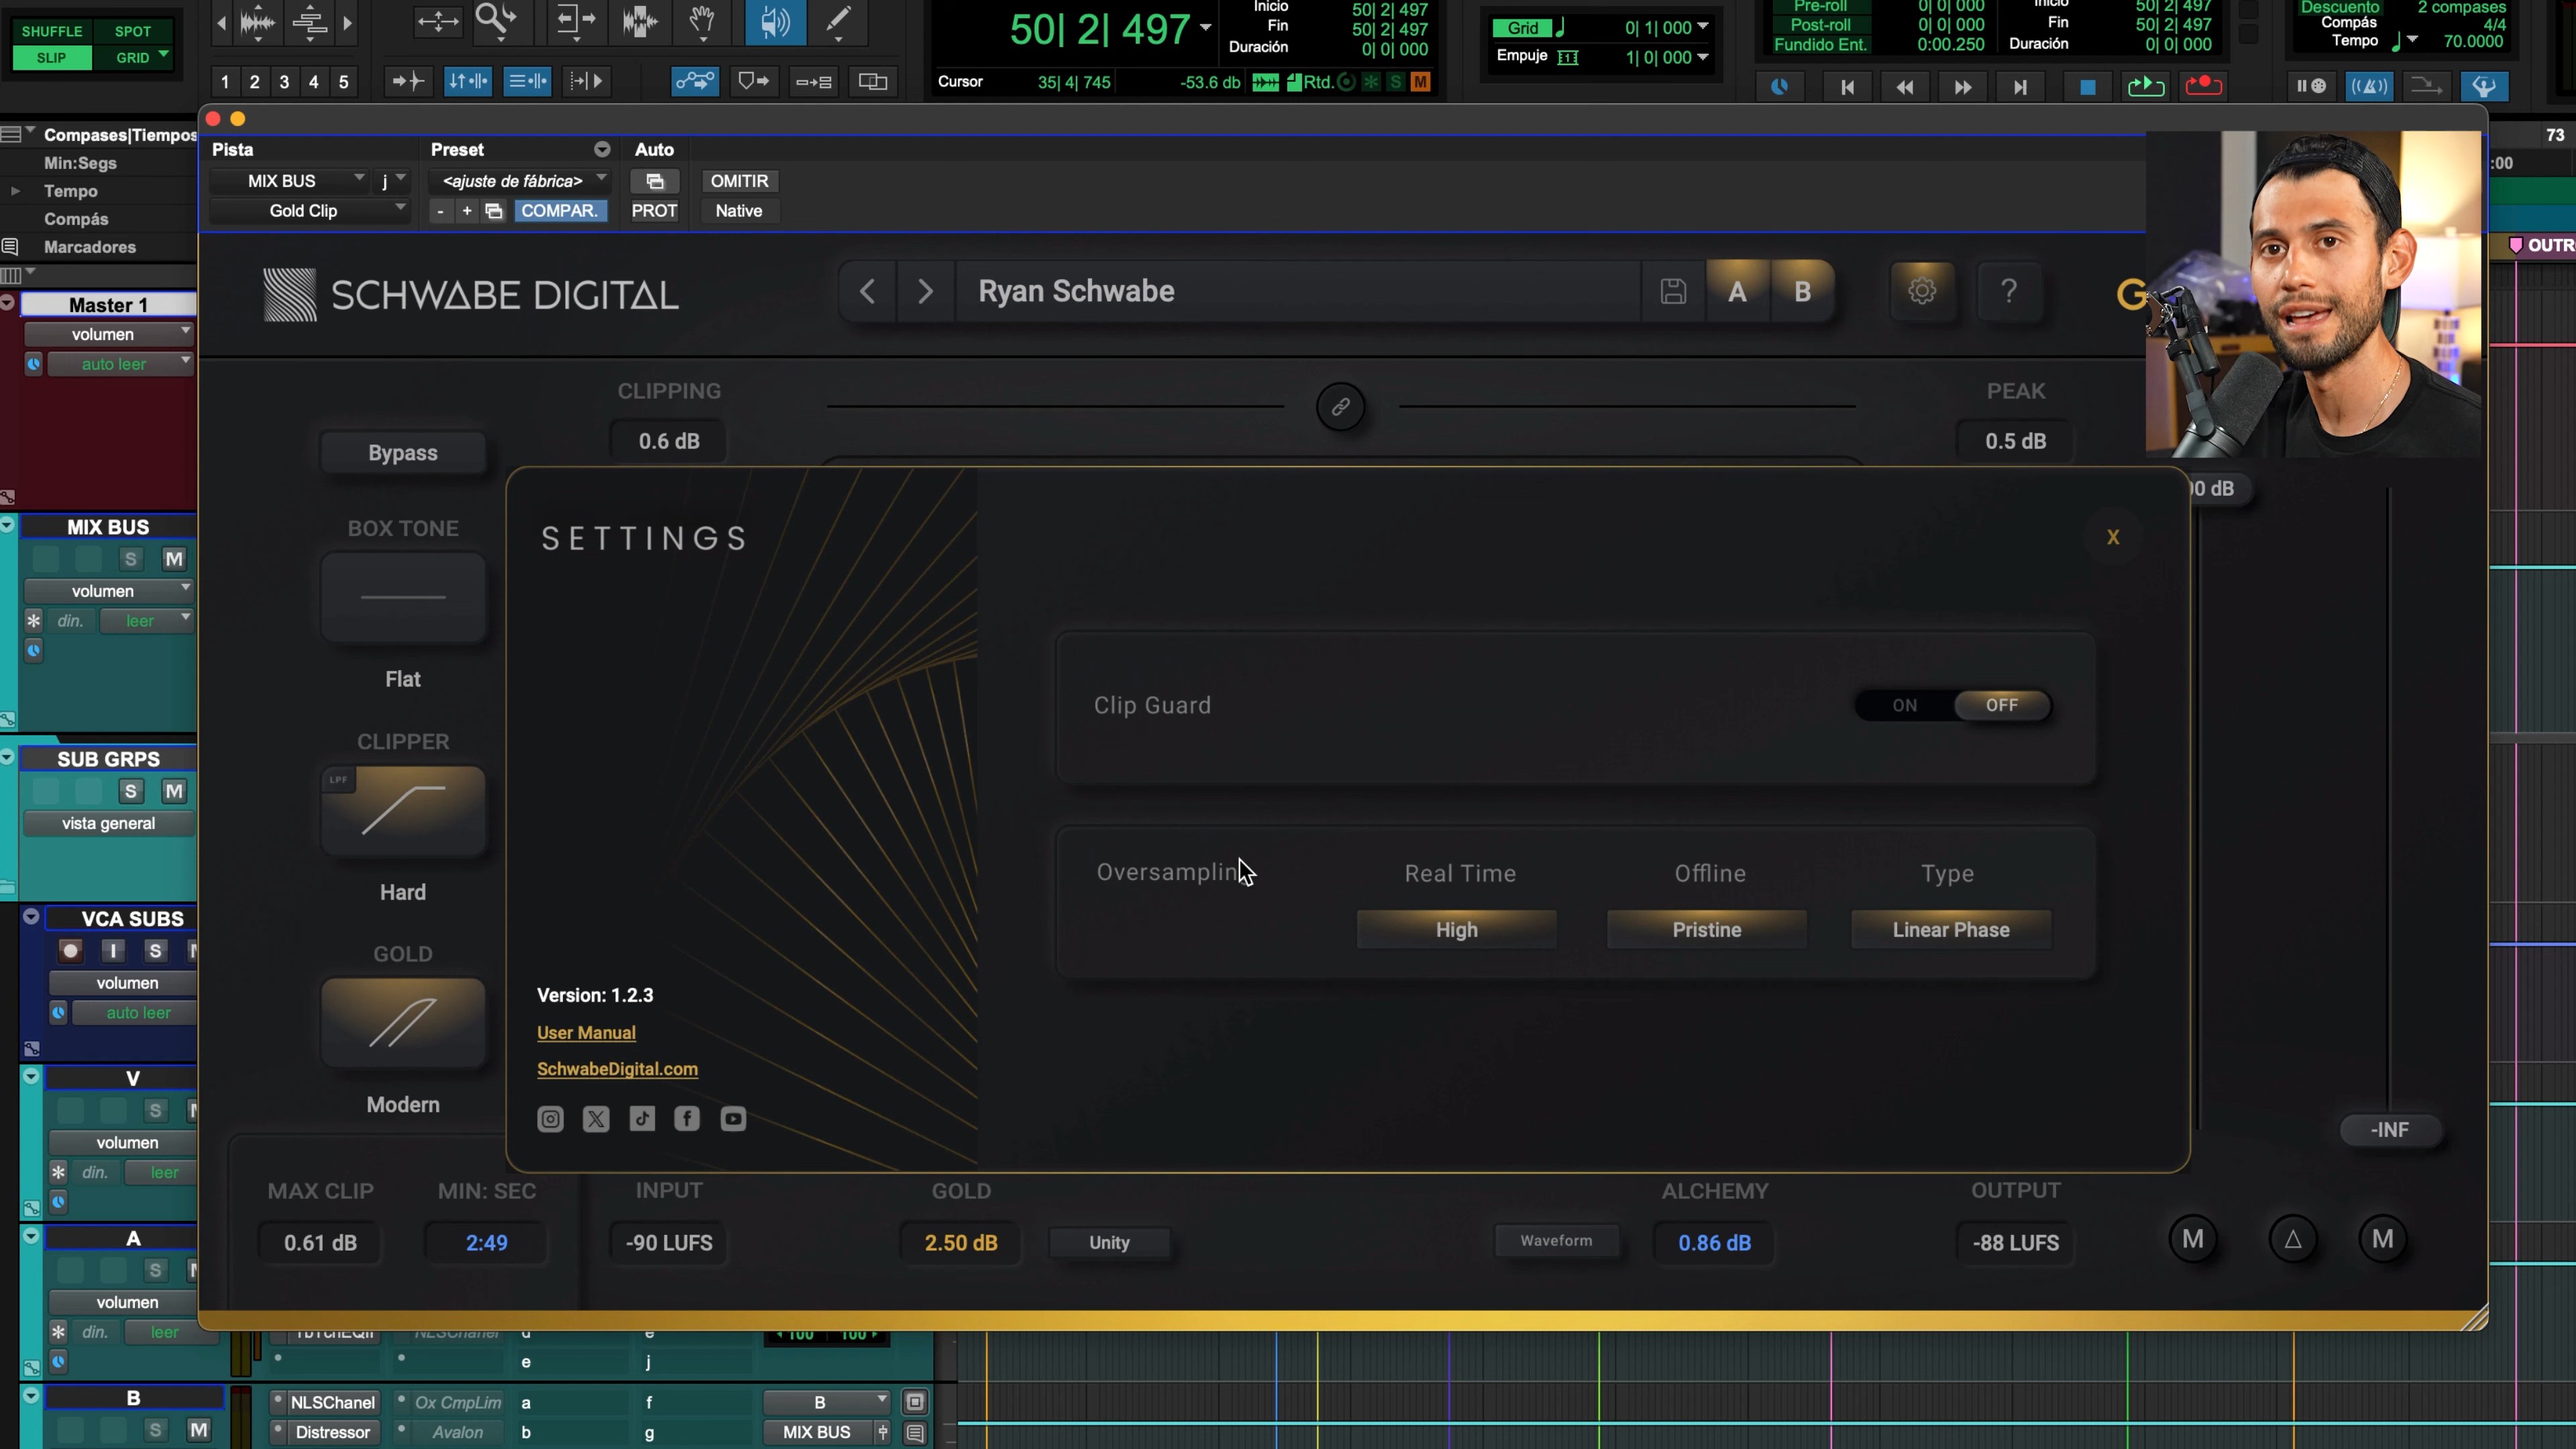 SHUFFLE SPOT
SLIP GRID
1 2 3 4 5
50| 2| 497
Inicio 50| 2| 497
Fin 50| 2| 497
Duración 0| 0| 000
Cursor 35| 4| 745 -53.6 db Rtd. S M
Grid 0| 1| 000
Empuje 1| 0| 000
Pre-roll 0| 0| 000
Post-roll 0| 0| 000
Fundido Ent. 0:00.250
Inicio 50| 2| 497
Fin 50| 2| 497
Duración 0| 0| 000
Descuento 2 compases
Compás 4/4
Tempo 70.0000
Compases|Tiempos
Min:Segs
Tempo
Compás
Marcadores
73
:00
OUTR
Pista Preset Auto
MIX BUS j <ajuste de fábrica> OMITIR
Gold Clip - + COMPAR. PROT Native
SCHWABE DIGITAL
Ryan Schwabe
A B ? G
CLIPPING
0.6 dB
PEAK
0.5 dB
Bypass
BOX TONE
Flat
CLIPPER
LPF
Hard
GOLD
Modern
SETTINGS
X
Clip Guard ON OFF
Real Time Offline Type
High Pristine Linear Phase
Version: 1.2.3
User Manual
SchwabeDigital.com
-INF
MAX CLIP MIN: SEC INPUT GOLD ALCHEMY OUTPUT
0.61 dB 2:49 -90 LUFS 2.50 dB Unity Waveform 0.86 dB -88 LUFS M △ M
Master 1
volumen
auto leer
MIX BUS
S M
volumen
din. leer
SUB GRPS
S M
vista general
VCA SUBS
I S
volumen
auto leer
V
S
volumen
din. leer
A
S
volumen
din. leer
e j
B
S M
NLSChanel Ox CmpLim a f B
Distressor Avalon b g MIX BUS